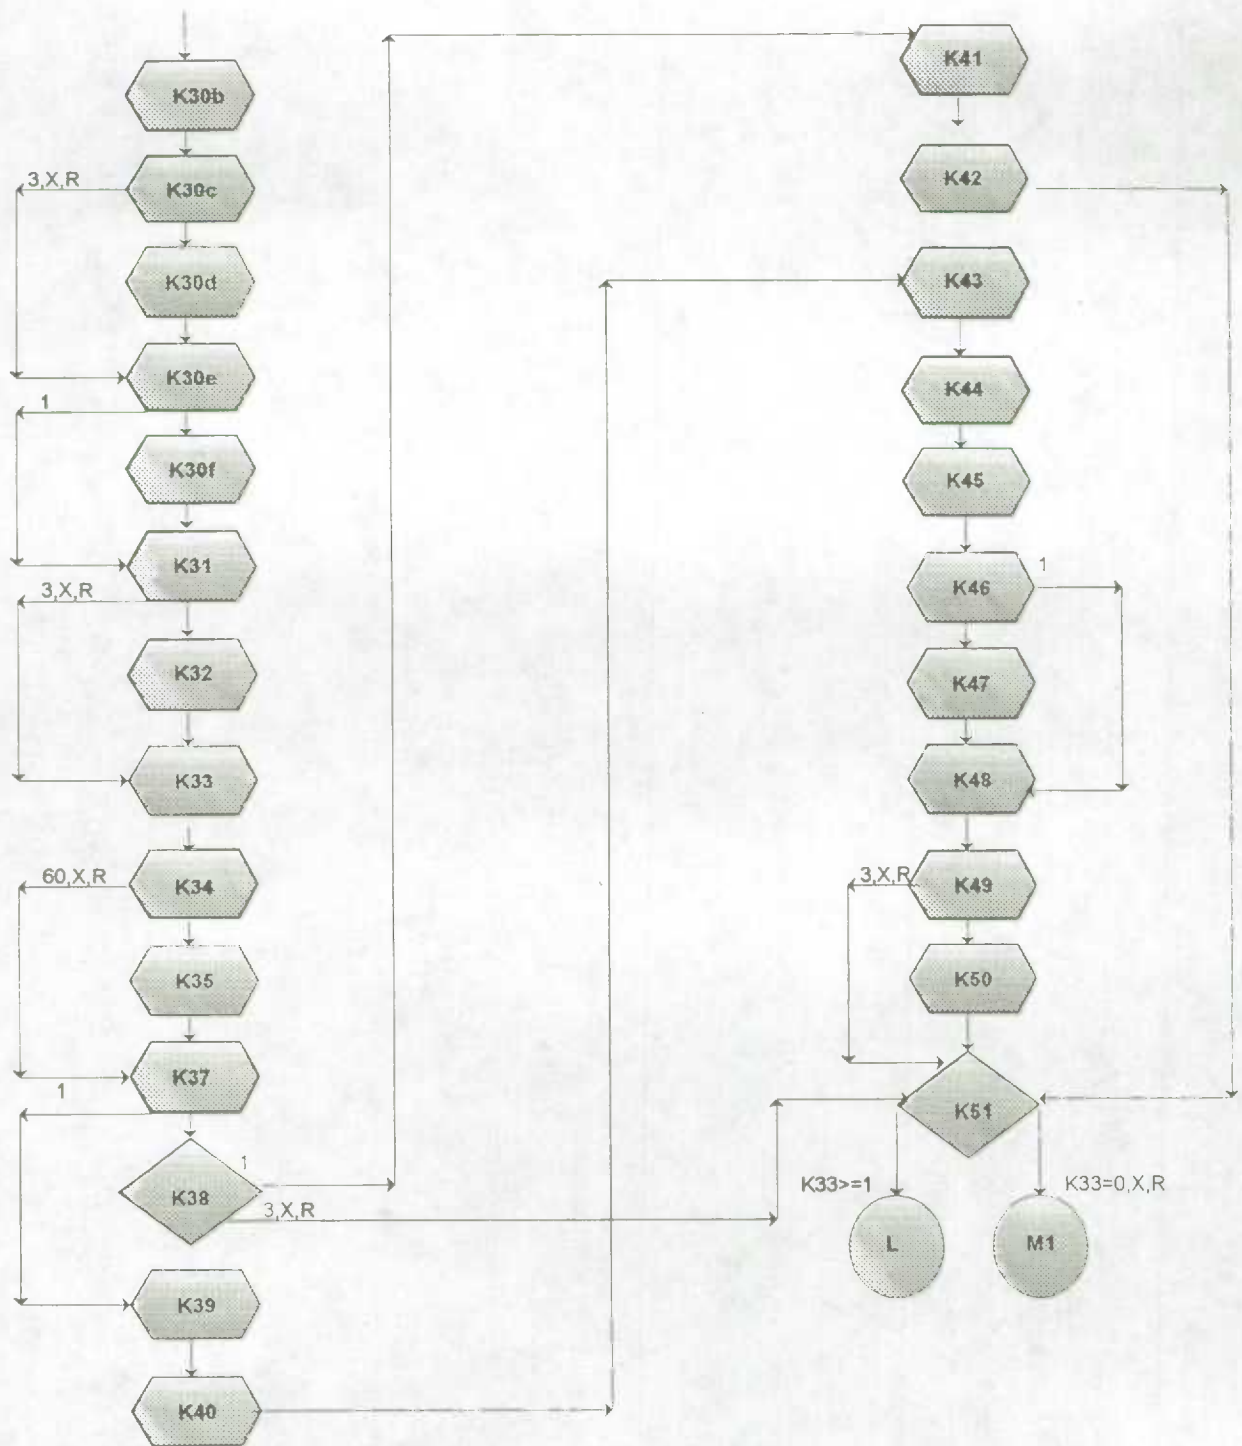 K30b
3,X,R
K30c
K30d
K30e
1
K30f
K31
3,X,R
K32
K33
60,X,R
K34
K35
K37
1
K38
1
3,X,R
K39
K40
K41
K42
K43
K44
K45
K46
1
K47
K48
3,X,R
K49
K50
K51
K33>=1
K33=0,X,R
L
M1